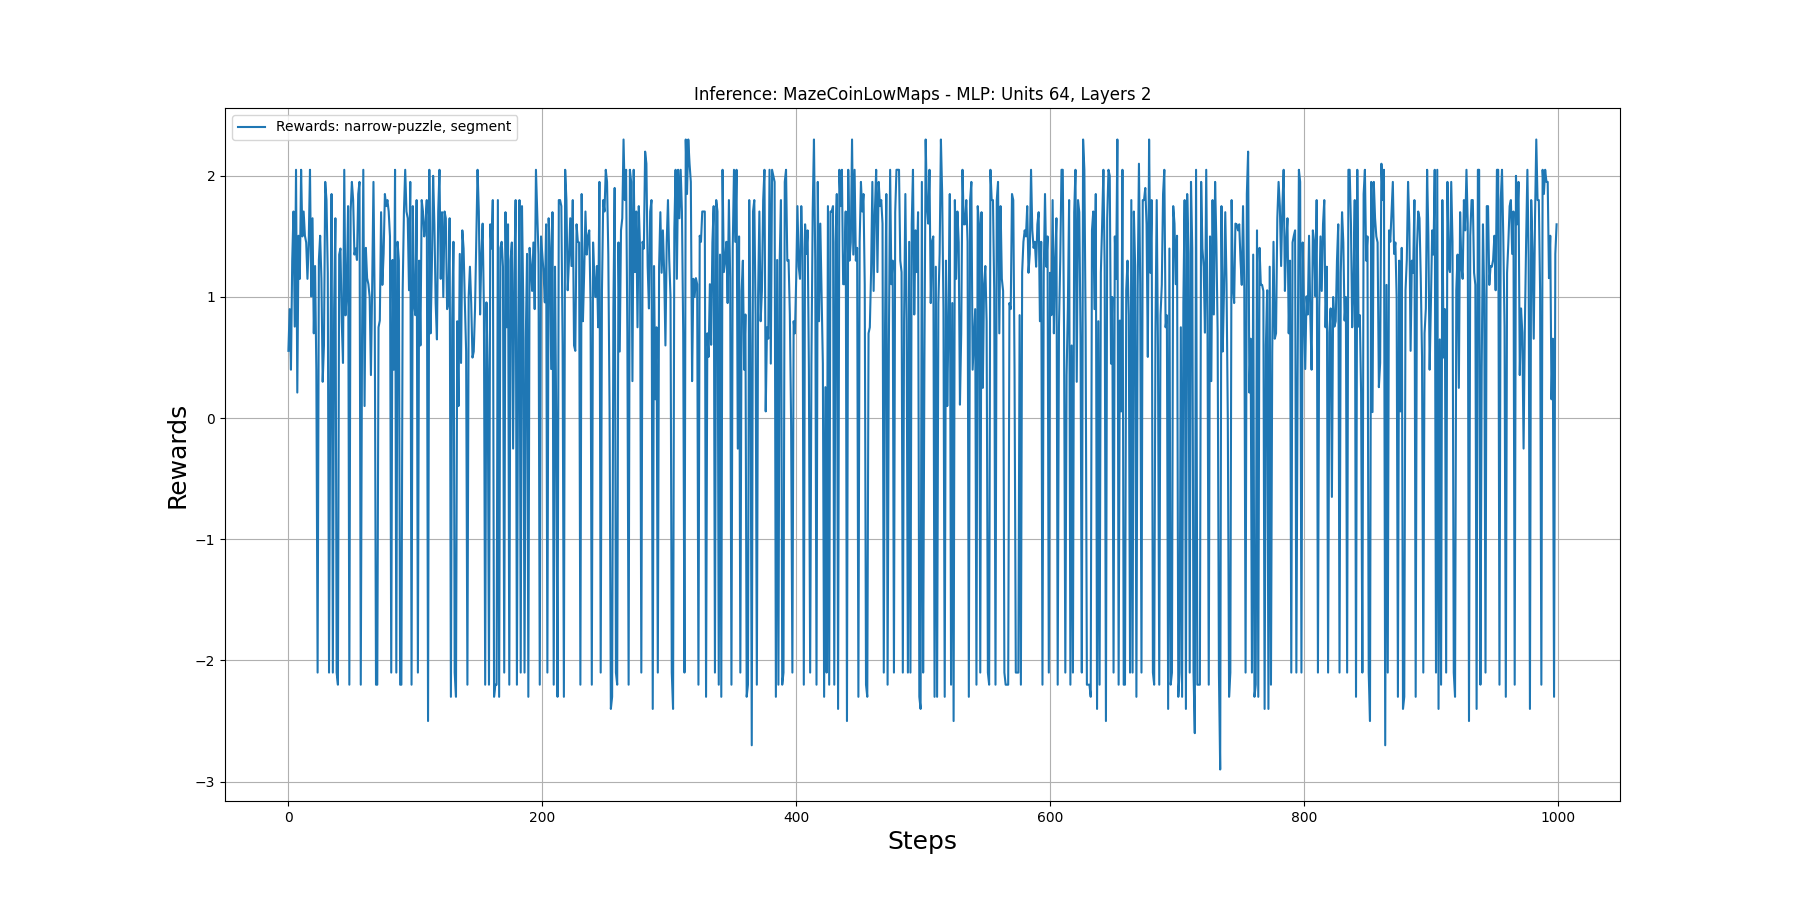 Inference: MazeCoinLowMaps - MLP: Units 64, Layers 2
Rewards: narrow-puzzle, segment
2
1
0
−1
−2
−3
Rewards
0 200 400 600 800 1000
Steps